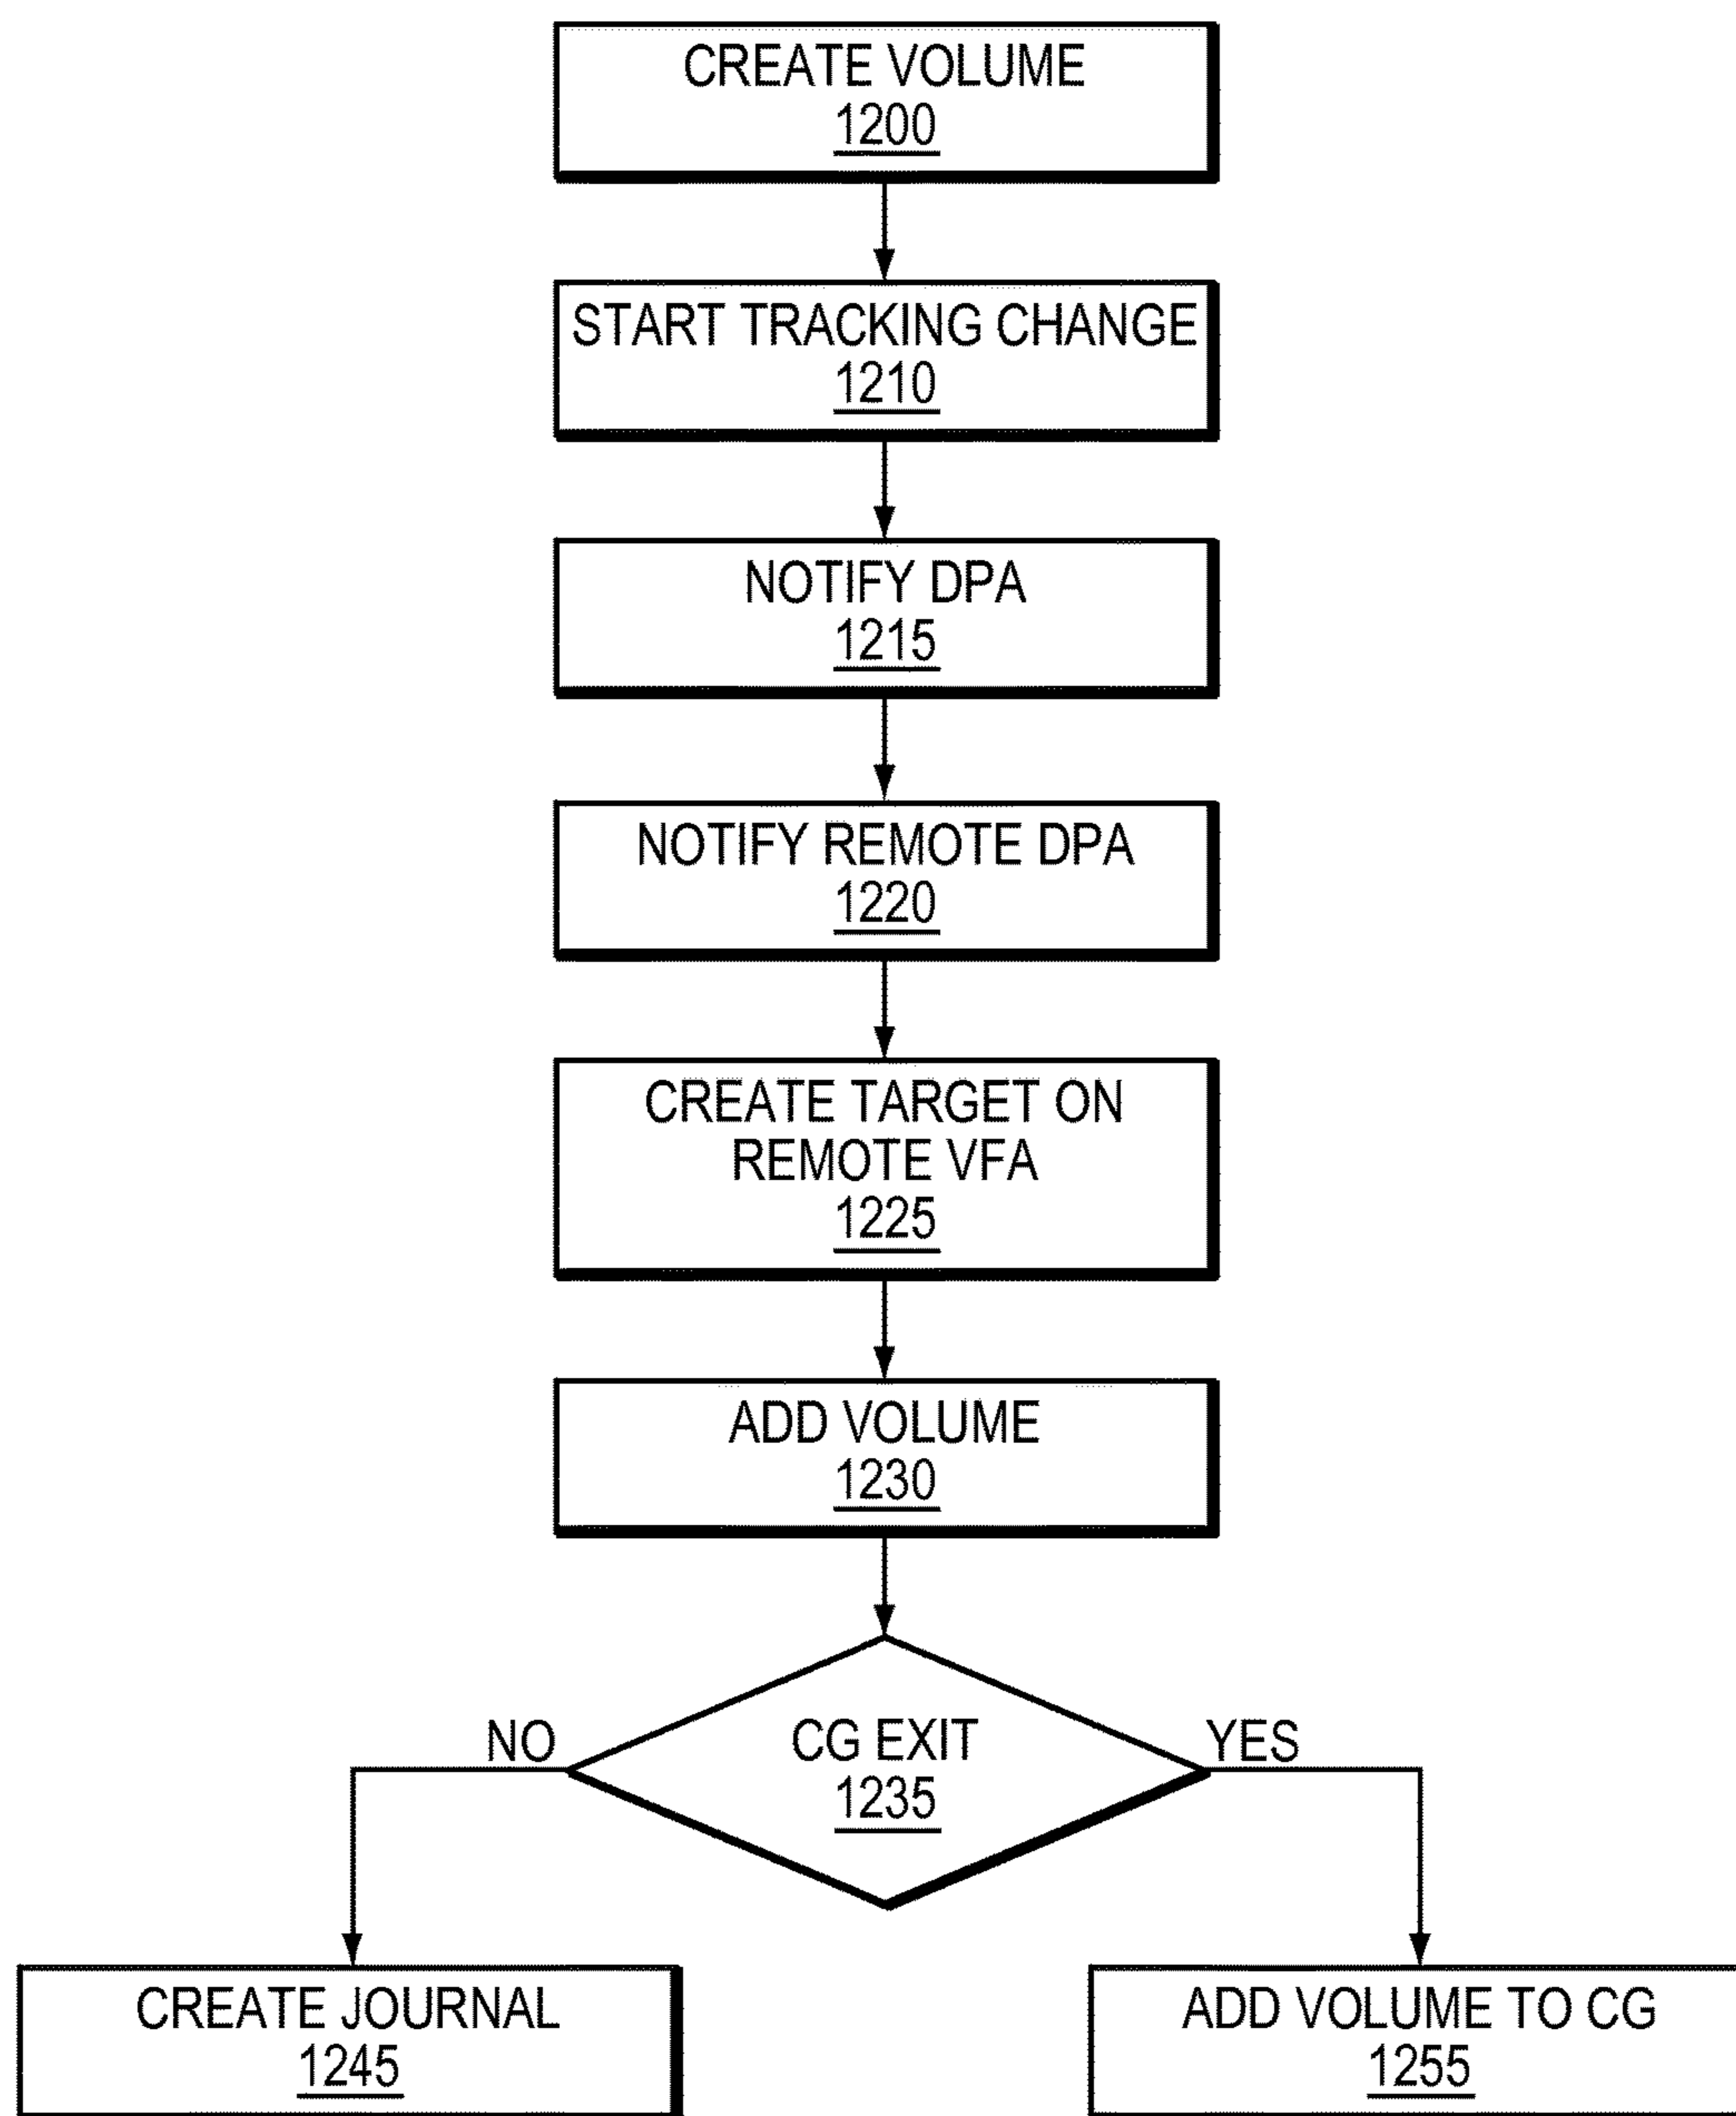 CREATE VOLUME
1200
START TRACKING CHANGE
1210
NOTIFY DPA
1215
NOTIFY REMOTE DPA
1220
CREATE TARGET ON
REMOTE VFA
1225
ADD VOLUME
1230
CG EXIT
1235
NO
YES
CREATE JOURNAL
1245
ADD VOLUME TO CG
1255